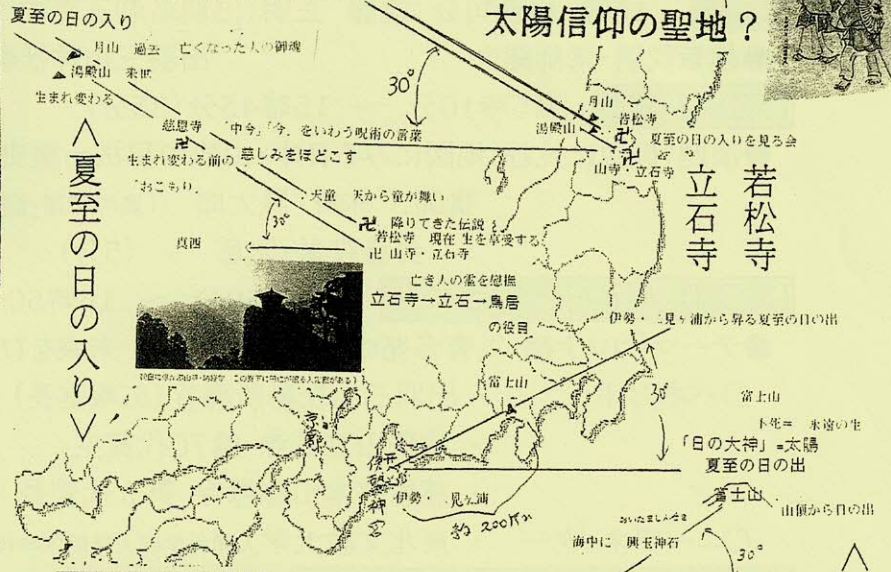 太陽信仰の聖地?
夏至の日の入り
月山 過去 亡くなった人の御魂
湯殿山 来世
生まれ変わる
慈恩寺 「中今」「今」をいわう呪術の言葉
生まれ変わる前の 慈しみをほどこす
「おこもり」
天童 天から童が舞い
降りてきた伝説
30°
真西
卍
若松寺 現在 生を享受する
卍 山寺・立石寺
亡き人の霊を慰撫
立石寺→立石→鳥居
の役目
<夏至の日の入り>
30°
月山
湯殿山
若松寺
卍
卍
夏至の日の入りを見る会
山寺・立石寺
若松寺
立石寺
伊勢・二見ヶ浦から昇る夏至の日の出
富士山
京都
伊勢神宮
伊勢・二見ヶ浦
約200Km
30°
富士山
不死= 永遠の生
「日の大神」=太陽
夏至の日の出
富士山
山頂から日の出
海中に 興玉神石
30°